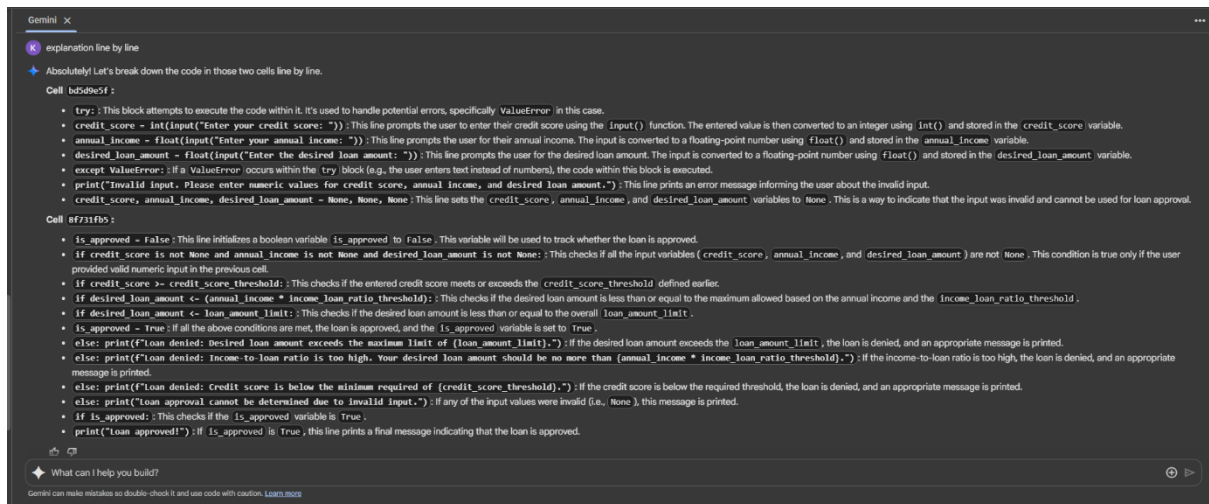 Gemini ×
K explanation line by line
Absolutely! Let's break down the code in those two cells line by line.
Cell bd5d9e5f :
• try: : This block attempts to execute the code within it. It's used to handle potential errors, specifically ValueError in this case.
• credit_score = int(input("Enter your credit score: ")) : This line prompts the user to enter their credit score using the input() function. The entered value is then converted to an integer using int() and stored in the credit_score variable.
• annual_income = float(input("Enter your annual income: ")) : This line prompts the user for their annual income. The input is converted to a floating-point number using float() and stored in the annual_income variable.
• desired_loan_amount = float(input("Enter the desired loan amount: ")) : This line prompts the user for the desired loan amount. The input is converted to a floating-point number using float() and stored in the desired_loan_amount variable.
• except ValueError: : If a ValueError occurs within the try block (e.g., the user enters text instead of numbers), the code within this block is executed.
• print("Invalid input. Please enter numeric values for credit score, annual income, and desired loan amount.") : This line prints an error message informing the user about the invalid input.
• credit_score, annual_income, desired_loan_amount = None, None, None : This line sets the credit_score , annual_income , and desired_loan_amount variables to None . This is a way to indicate that the input was invalid and cannot be used for loan approval.
Cell 8f731fb5 :
• is_approved = False : This line initializes a boolean variable is_approved to False . This variable will be used to track whether the loan is approved.
• if credit_score is not None and annual_income is not None and desired_loan_amount is not None: : This checks if all the input variables ( credit_score , annual_income , and desired_loan_amount ) are not None . This condition is true only if the user
provided valid numeric input in the previous cell.
• if credit_score >= credit_score_threshold: : This checks if the entered credit score meets or exceeds the credit_score_threshold defined earlier.
• if desired_loan_amount <= (annual_income * income_loan_ratio_threshold): : This checks if the desired loan amount is less than or equal to the maximum allowed based on the annual income and the income_loan_ratio_threshold .
• if desired_loan_amount <= loan_amount_limit: : This checks if the desired loan amount is less than or equal to the overall loan_amount_limit .
• is_approved = True : If all the above conditions are met, the loan is approved, and the is_approved variable is set to True .
• else: print(f"Loan denied: Desired loan amount exceeds the maximum limit of {loan_amount_limit}.") : If the desired loan amount exceeds the loan_amount_limit , the loan is denied, and an appropriate message is printed.
• else: print(f"Loan denied: Income-to-loan ratio is too high. Your desired loan amount should be no more than {annual_income * income_loan_ratio_threshold}.") : If the income-to-loan ratio is too high, the loan is denied, and an appropriate
message is printed.
• else: print(f"Loan denied: Credit score is below the minimum required of {credit_score_threshold}.") : If the credit score is below the required threshold, the loan is denied, and an appropriate message is printed.
• else: print("Loan approval cannot be determined due to invalid input.") : If any of the input values were invalid (i.e., None ), this message is printed.
• if is_approved: : This checks if the is_approved variable is True .
• print("Loan approved!") : If is_approved is True , this line prints a final message indicating that the loan is approved.
What can I help you build?
Gemini can make mistakes so double-check it and use code with caution. Learn more